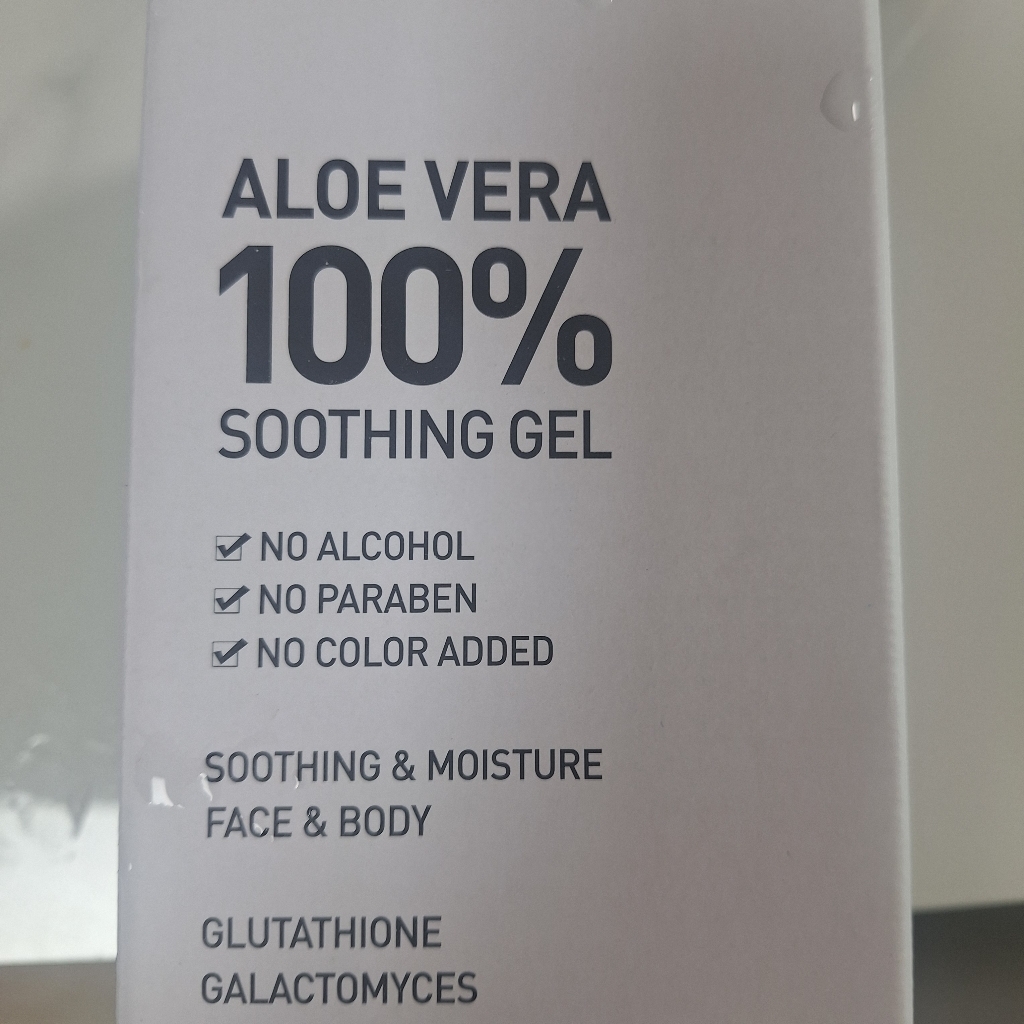 ALOE VERA
100%
SOOTHING GEL
NO ALCOHOL
NO PARABEN
NO COLOR ADDED
SOOTHING & MOISTURE
FACE & BODY
GLUTATHIONE
GALACTOMYCES